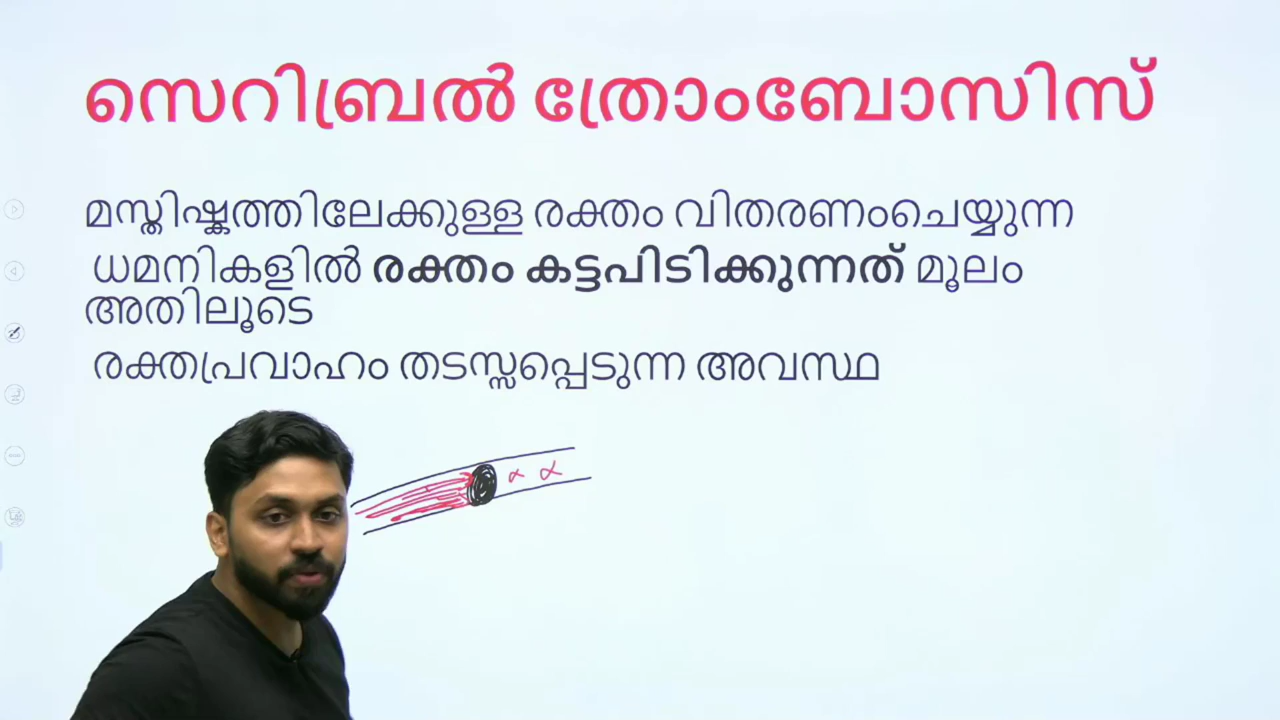 സെറിബ്രൽ ത്രോംബോസിസ്
മസ്തിഷ്കത്തിലേക്കുള്ള രക്തം വിതരണംചെയ്യുന്ന
ധമനികളിൽ രക്തം കട്ടപിടിക്കുന്നത് മൂലം
അതിലൂടെ
രക്തപ്രവാഹം തടസ്സപ്പെടുന്ന അവസ്ഥ